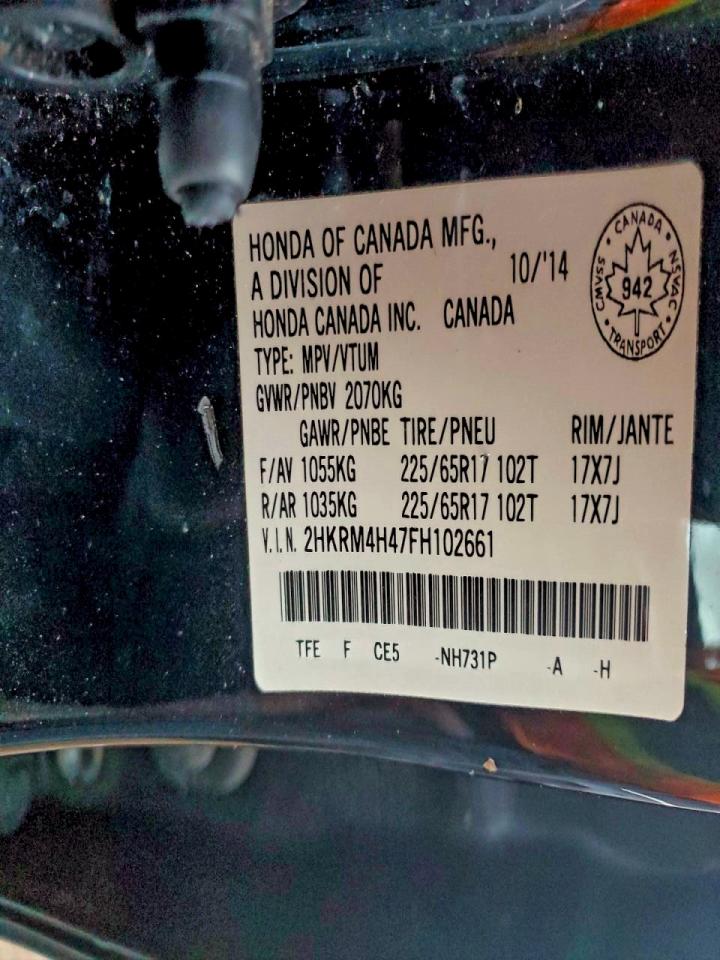 HONDA OF CANADA MFG.,
A DIVISION OF 10/'14
HONDA CANADA INC. CANADA
TYPE: MPV/VTUM
GVWR/PNBV 2070KG
GAWR/PNBE TIRE/PNEU RIM/JANTE
F/AV 1055KG 225/65R17 102T 17X7J
R/AR 1035KG 225/65R17 102T 17X7J
V.I.N. 2HKRM4H47FH102661
TFE F CE5 -NH731P -A -H
CANADA
CMVSS 942 NSVAC
TRANSPORT